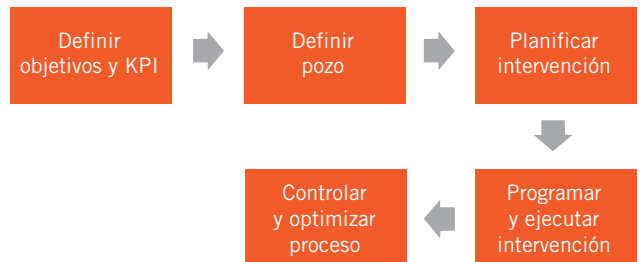 Definir
objetivos y KPI
Definir
pozo
Planificar
intervención
Programar
y ejecutar
intervención
Controlar
y optimizar
proceso